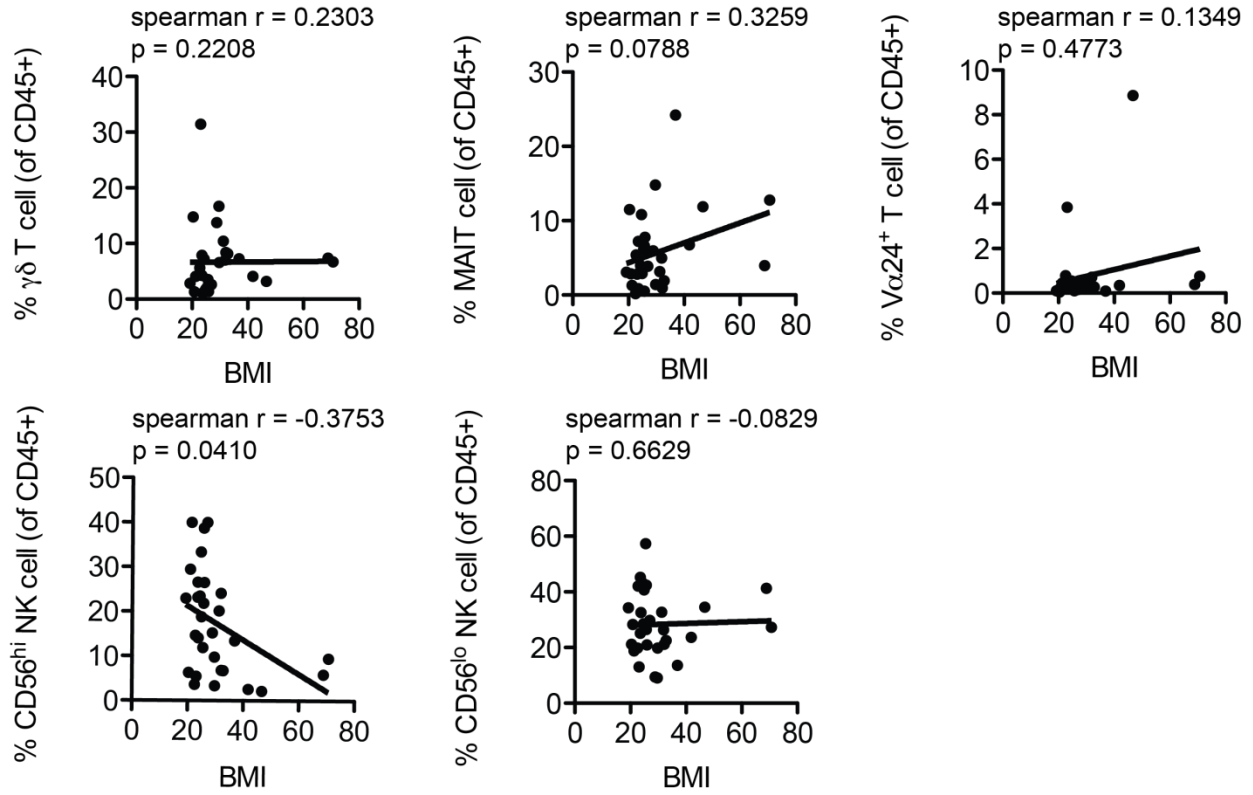 spearman r = 0.2303
p = 0.2208
% γδ T cell (of CD45+)
40
30
20
10
0
0 20 40 60 80
BMI
spearman r = 0.3259
p = 0.0788
% MAIT cell (of CD45+)
30
20
10
0
0 20 40 60 80
BMI
spearman r = 0.1349
p = 0.4773
% Vα24⁺ T cell (of CD45+)
10
8
6
4
2
0
0 20 40 60 80
BMI
spearman r = -0.3753
p = 0.0410
% CD56ʰⁱ NK cell (of CD45+)
50
40
30
20
10
0
0 20 40 60 80
BMI
spearman r = -0.0829
p = 0.6629
% CD56ˡᵒ NK cell (of CD45+)
80
60
40
20
0
0 20 40 60 80
BMI